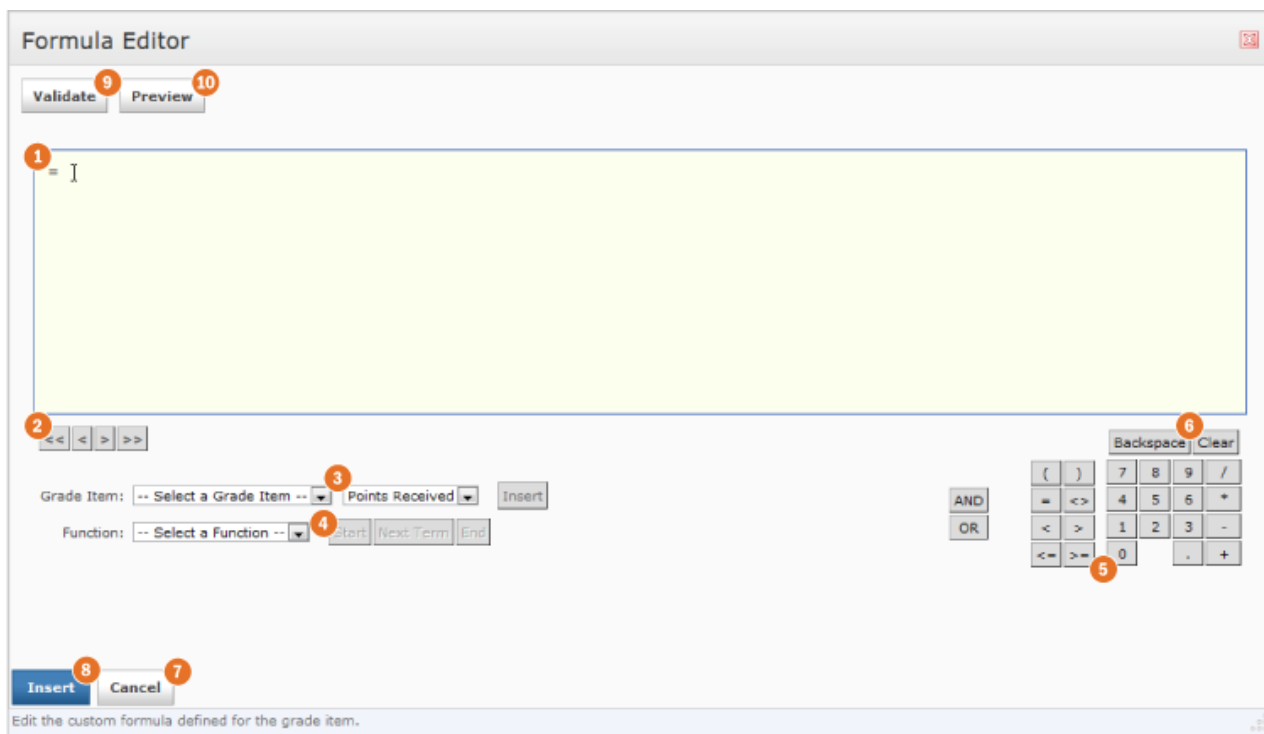 Formula Editor
9 10
Validate Preview
1
=
2
<< < > >>
6
Backspace Clear
3
( ) 7 8 9 /
Grade Item: -- Select a Grade Item -- Points Received Insert
AND = <> 4 5 6 *
4
Function: -- Select a Function -- Start Next Term End
OR < > 1 2 3 -
<= >= 0 . +
5
8 7
Insert Cancel
Edit the custom formula defined for the grade item.